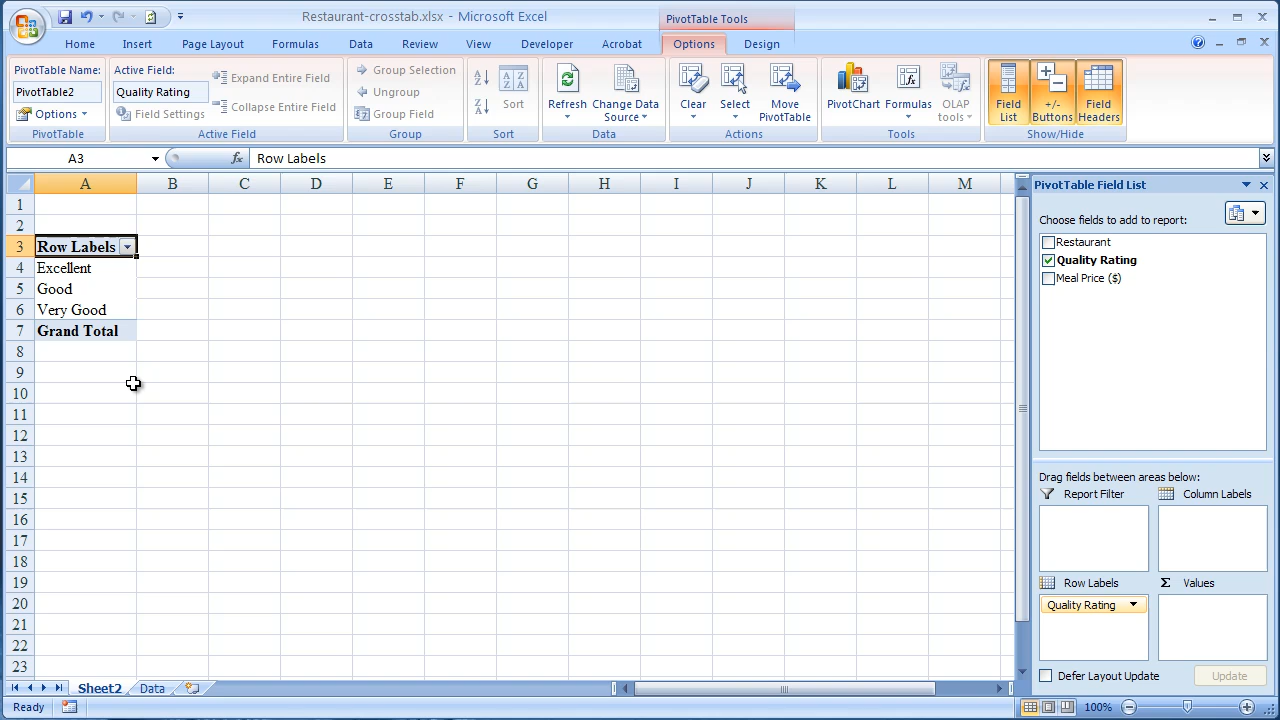 Restaurant-crosstab.xlsx - Microsoft Excel
PivotTable Tools
Home Insert Page Layout Formulas Data Review View Developer Acrobat Options Design
PivotTable Name:
PivotTable2
Options
PivotTable
Active Field:
Quality Rating
Field Settings
Expand Entire Field
Collapse Entire Field
Active Field
Group Selection
Ungroup
Group Field
Group
Sort
Sort
Refresh
Change Data
Source
Data
Clear
Select
Move
PivotTable
Actions
PivotChart
Formulas
OLAP
tools
Tools
Field
List
+/-
Buttons
Field
Headers
Show/Hide
A3
fx
Row Labels
A B C D E F G H I J K L M
1
2
3 Row Labels
4 Excellent
5 Good
6 Very Good
7 Grand Total
8
9
10
11
12
13
14
15
16
17
18
19
20
21
22
23
PivotTable Field List
Choose fields to add to report:
Restaurant
Quality Rating
Meal Price ($)
Drag fields between areas below:
Report Filter
Column Labels
Row Labels
Σ Values
Quality Rating
Defer Layout Update
Update
Sheet2 Data
Ready
100%